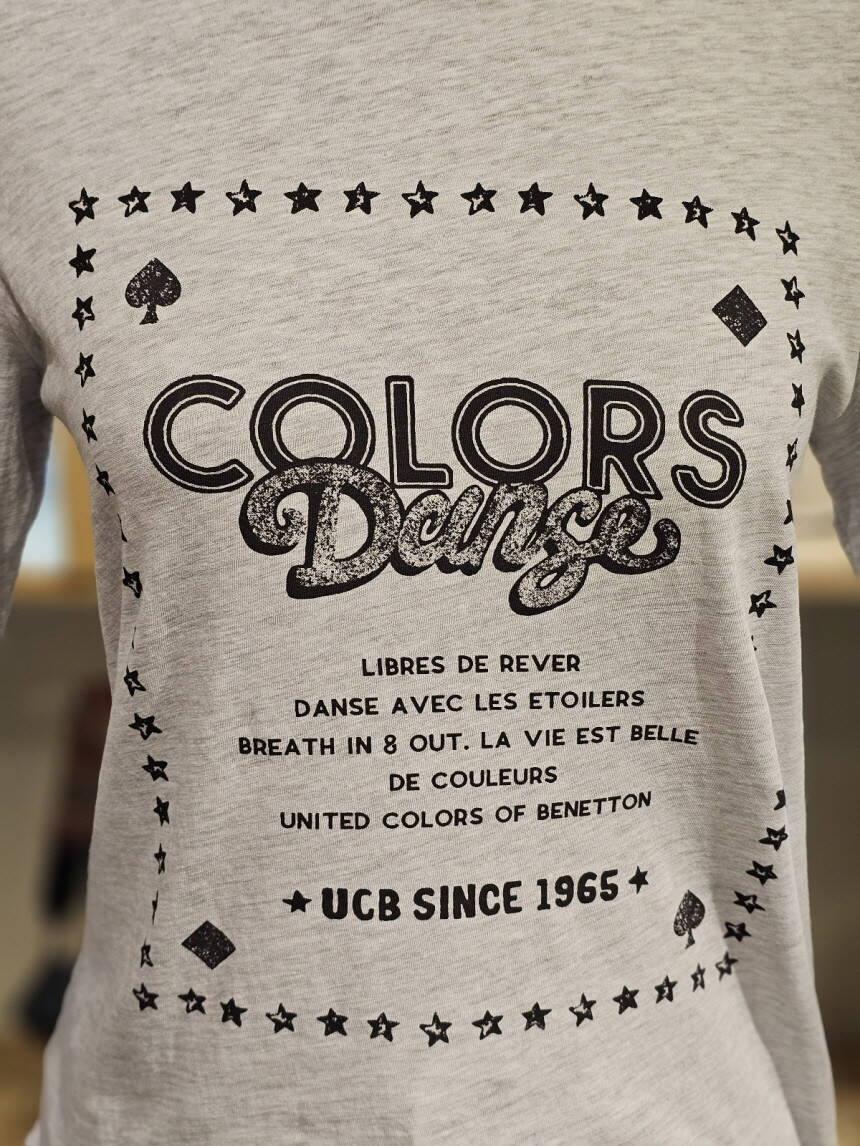 COLORS
Danse
LIBRES DE REVER
DANSE AVEC LES ETOILERS
BREATH IN 8 OUT. LA VIE EST BELLE
DE COULEURS
UNITED COLORS OF BENETTON
UCB SINCE 1965